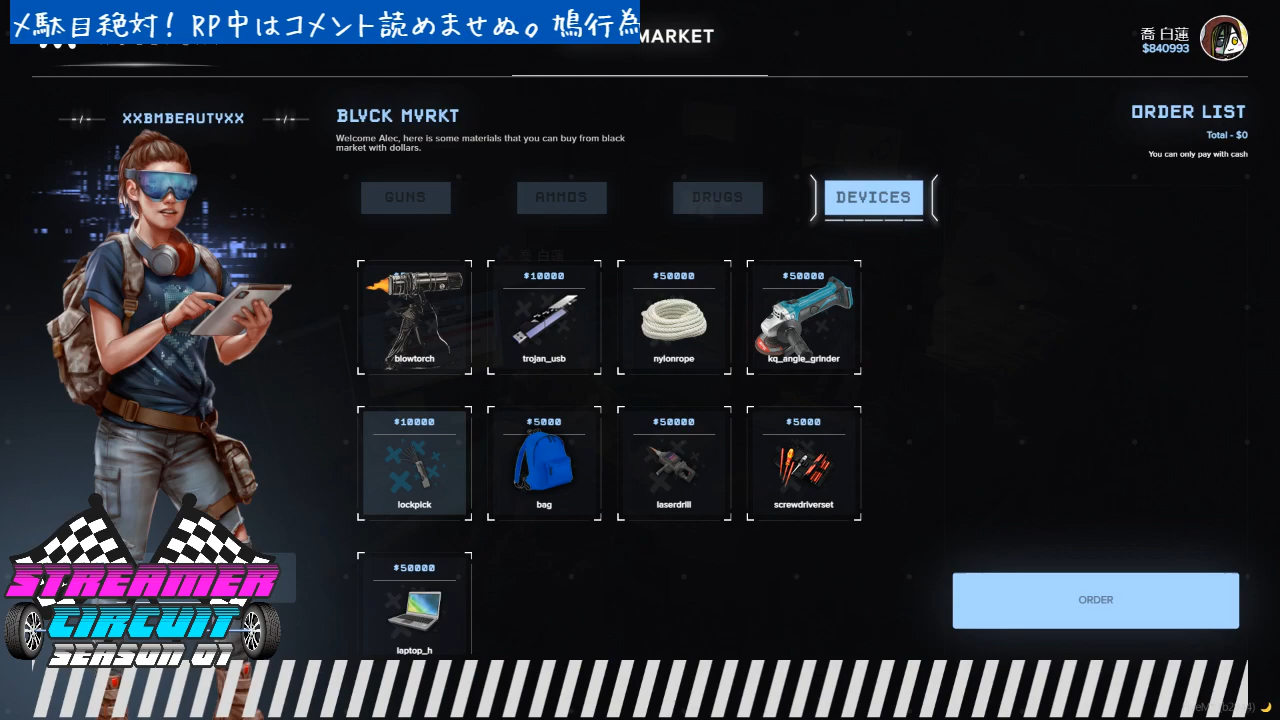 メ駄目絶対！RP中はコメント読めませぬ。鳩行為
MARKET
喬 白蓮
$840993
XXBMBEAUTYXX
BLVCK MVRKT
Welcome Alec, here is some materials that you can buy from black
market with dollars.
ORDER LIST
Total - $0
You can only pay with cash
GUNS
AMMOS
DRUGS
DEVICES
blowtorch
$10000
trojan_usb
$50000
nylonrope
$50000
kq_angle_grinder
$10000
lockpick
$5000
bag
$50000
laserdrill
$5000
screwdriverset
$50000
laptop_h
ORDER
STREAMER
CIRCUIT
SEASON 01